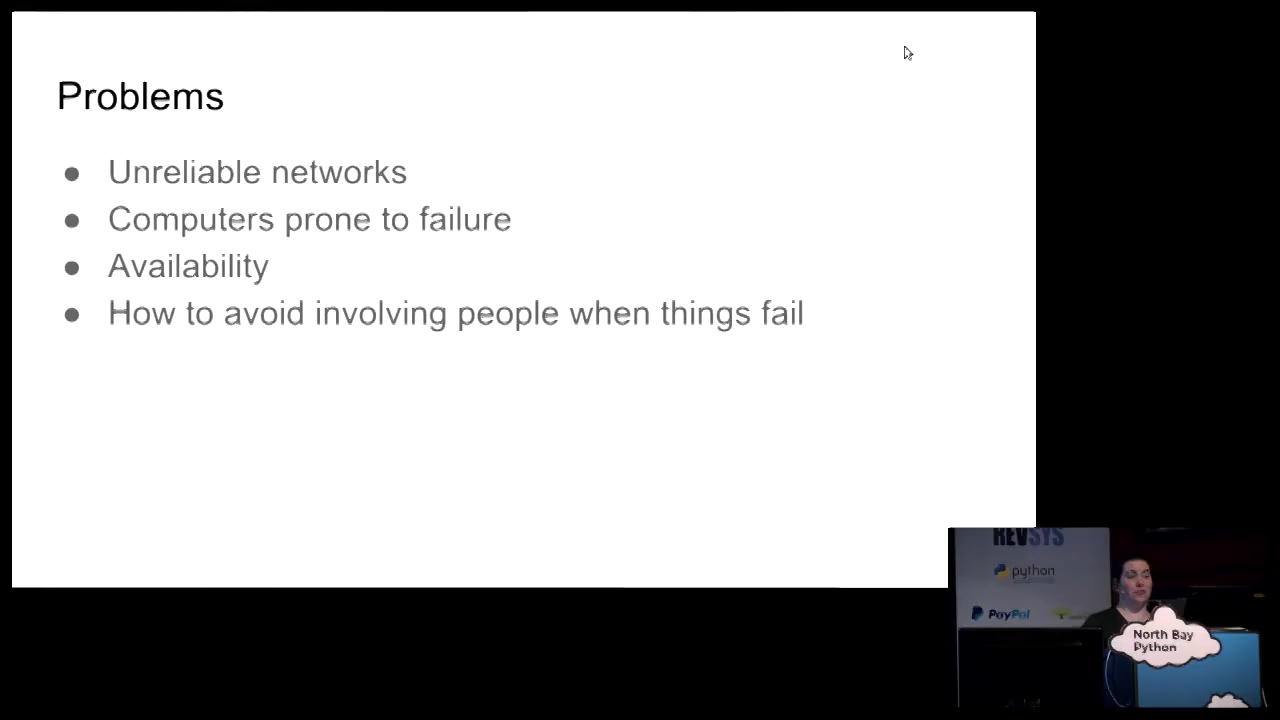 Problems
● Unreliable networks
● Computers prone to failure
● Availability
● How to avoid involving people when things fail
REVSYS
python
PayPal
North Bay
Python